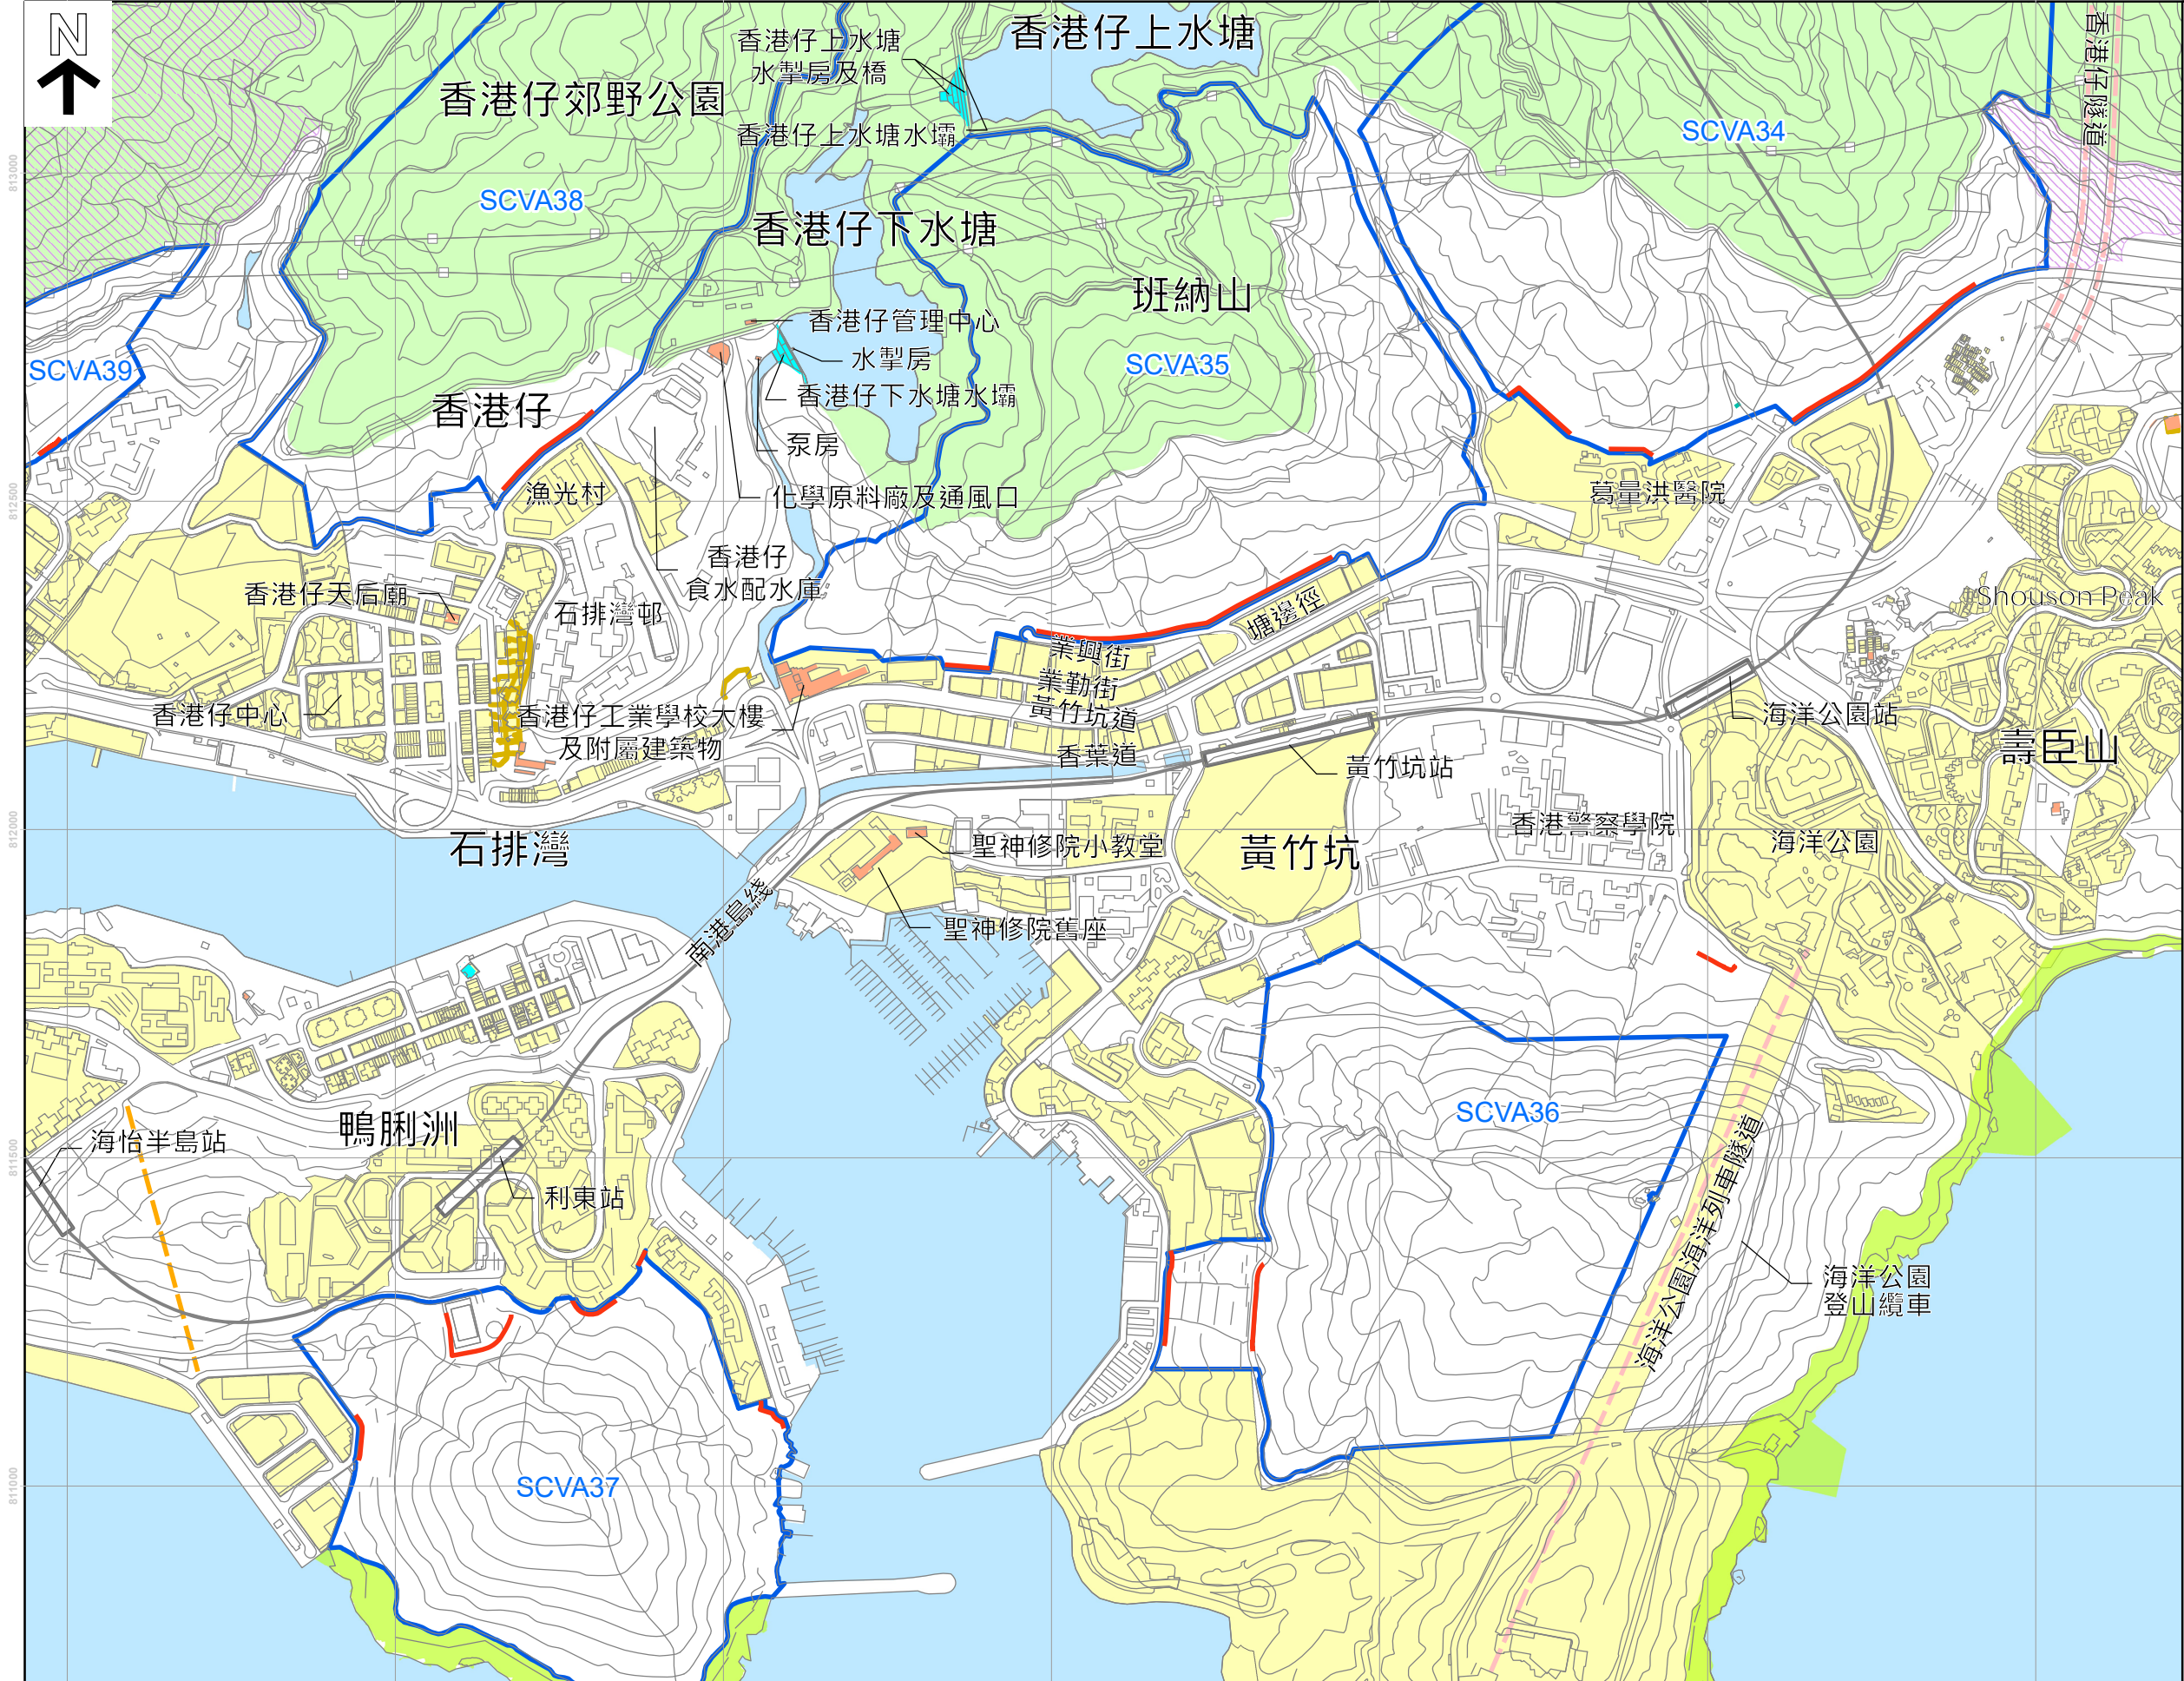 N
香港仔上水塘
水掣房及橋
香港仔上水塘
香港仔郊野公園
香港仔上水塘水壩
SCVA34
香港仔隧道
813000
SCVA38
香港仔下水塘
班納山
香港仔管理中心
SCVA39
水掣房
SCVA35
香港仔下水塘水壩
香港仔
泵房
漁光村
化學原料廠及通風口
葛量洪醫院
812500
香港仔
食水配水庫
香港仔天后廟
石排灣邨
塘邊徑
Shouson Peak
業興街
業勤街
黃竹坑道
香港仔中心
香港仔工業學校大樓
及附屬建築物
海洋公園站
壽臣山
香葉道
黃竹坑站
812000
石排灣
聖神修院小教堂
黃竹坑
香港警察學院
海洋公園
南港島綫
聖神修院舊座
鴨脷洲
SCVA36
海怡半島站
811500
利東站
海洋公園海洋列車隧道
海洋公園
登山纜車
SCVA37
811000